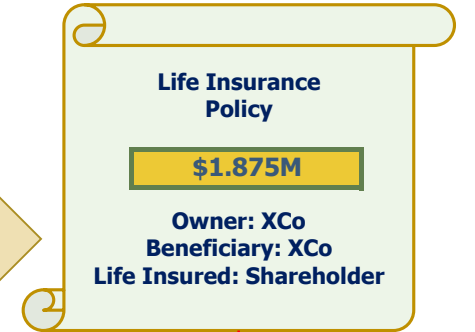 Life Insurance
Policy
$1.875M
Owner: XCo
Beneficiary: XCo
Life Insured: Shareholder